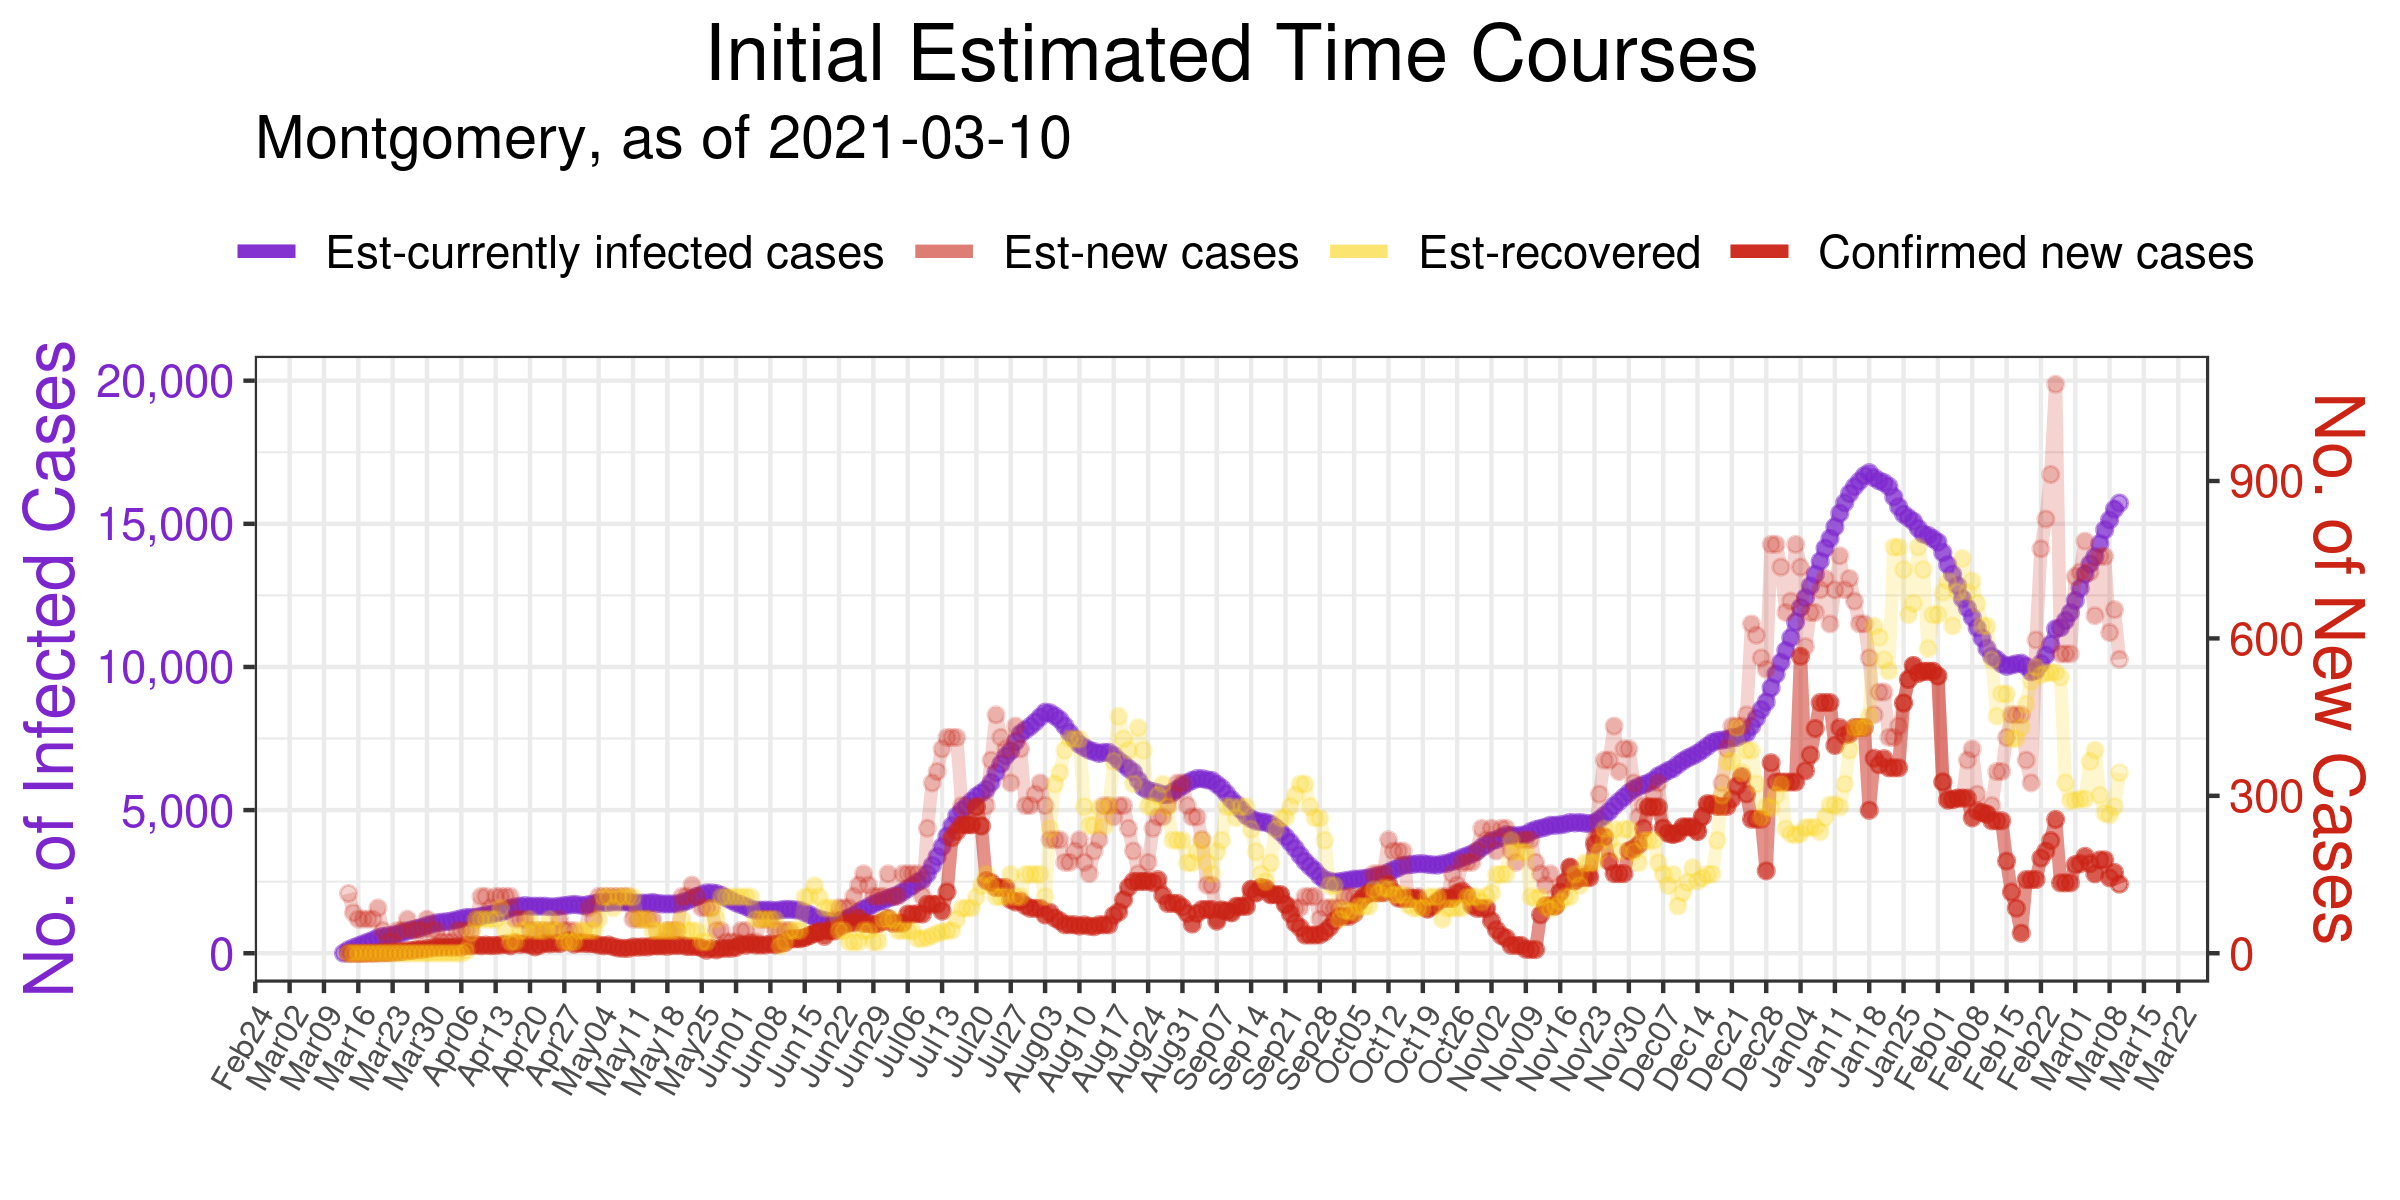 Initial Estimated Time Courses
Montgomery, as of 2021-03-10
Est-currently infected cases Est-new cases Est-recovered Confirmed new cases
No. of Infected Cases
20,000
15,000
10,000
5,000
0
No. of New Cases
900
600
300
0
Feb24 Mar02 Mar09 Mar16 Mar23 Mar30 Apr06 Apr13 Apr20 Apr27 May04 May11 May18 May25 Jun01 Jun08 Jun15 Jun22 Jun29 Jul06 Jul13 Jul20 Jul27 Aug03 Aug10 Aug17 Aug24 Aug31 Sep07 Sep14 Sep21 Sep28 Oct05 Oct12 Oct19 Oct26 Nov02 Nov09 Nov16 Nov23 Nov30 Dec07 Dec14 Dec21 Dec28 Jan04 Jan11 Jan18 Jan25 Feb01 Feb08 Feb15 Feb22 Mar01 Mar08 Mar15 Mar22